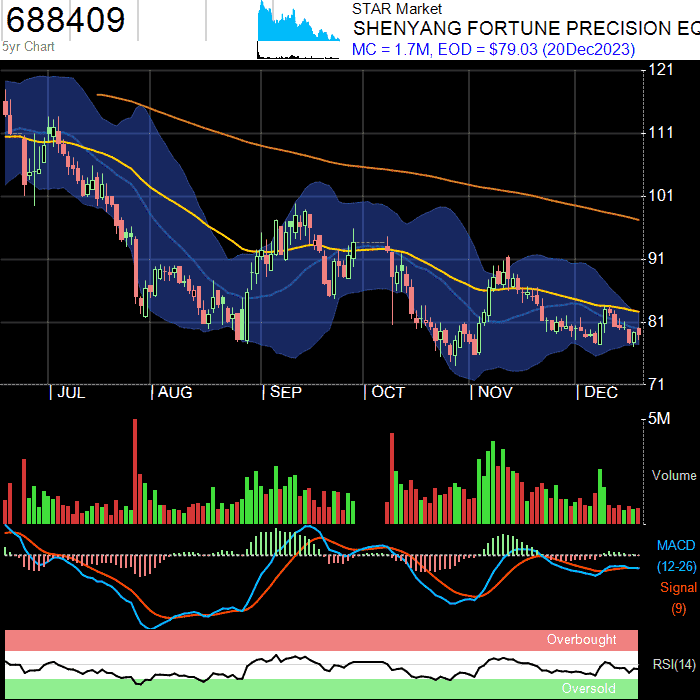 688409
5yr Chart
STAR Market
SHENYANG FORTUNE PRECISION EQ
MC = 1.7M, EOD = $79.03 (20Dec2023)
121
111
101
91
81
71
JUL
AUG
SEP
OCT
NOV
DEC
5M
Volume
MACD
(12-26)
Signal
(9)
Overbought
RSI(14)
Oversold